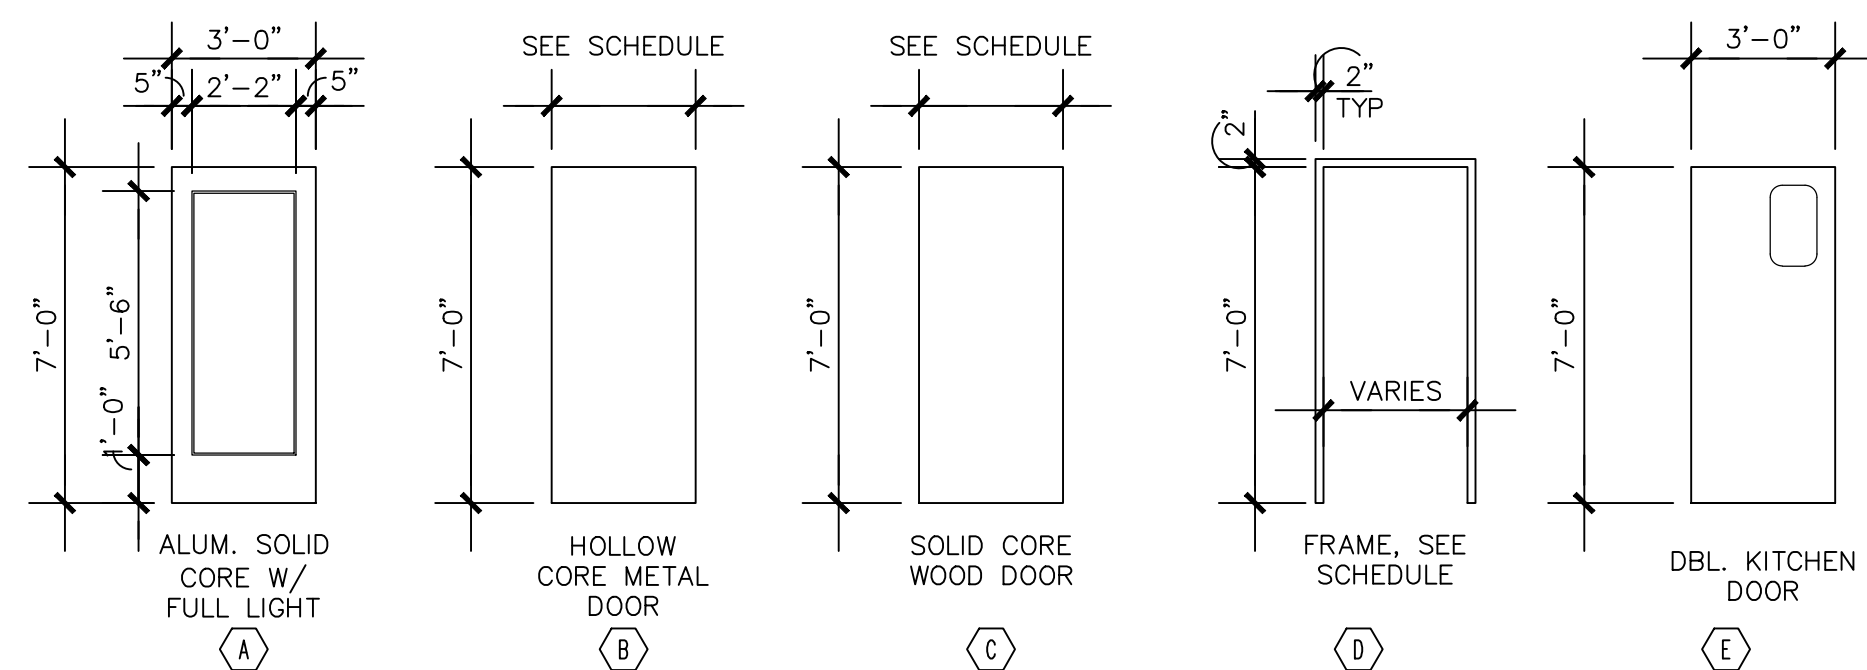 3'-0"
5"
2'-2"
5"
7'-0"
5'-6"
1'-0"
ALUM. SOLID
CORE W/
FULL LIGHT
A
SEE SCHEDULE
7'-0"
HOLLOW
CORE METAL
DOOR
B
SEE SCHEDULE
7'-0"
SOLID CORE
WOOD DOOR
C
2"
TYP
2"
7'-0"
VARIES
FRAME, SEE
SCHEDULE
D
3'-0"
7'-0"
DBL. KITCHEN
DOOR
E